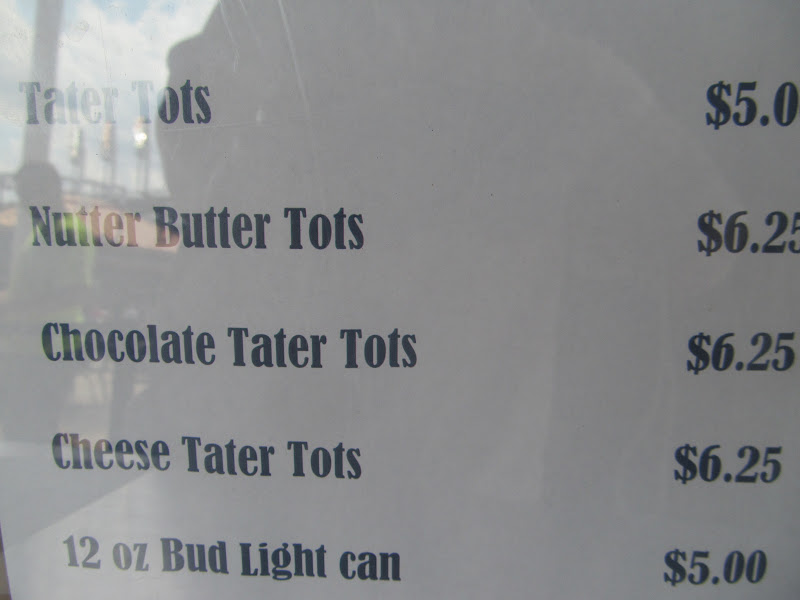 Tater Tots $5.0
Nutter Butter Tots $6.25
Chocolate Tater Tots $6.25
Cheese Tater Tots $6.25
12 oz Bud Light can $5.00